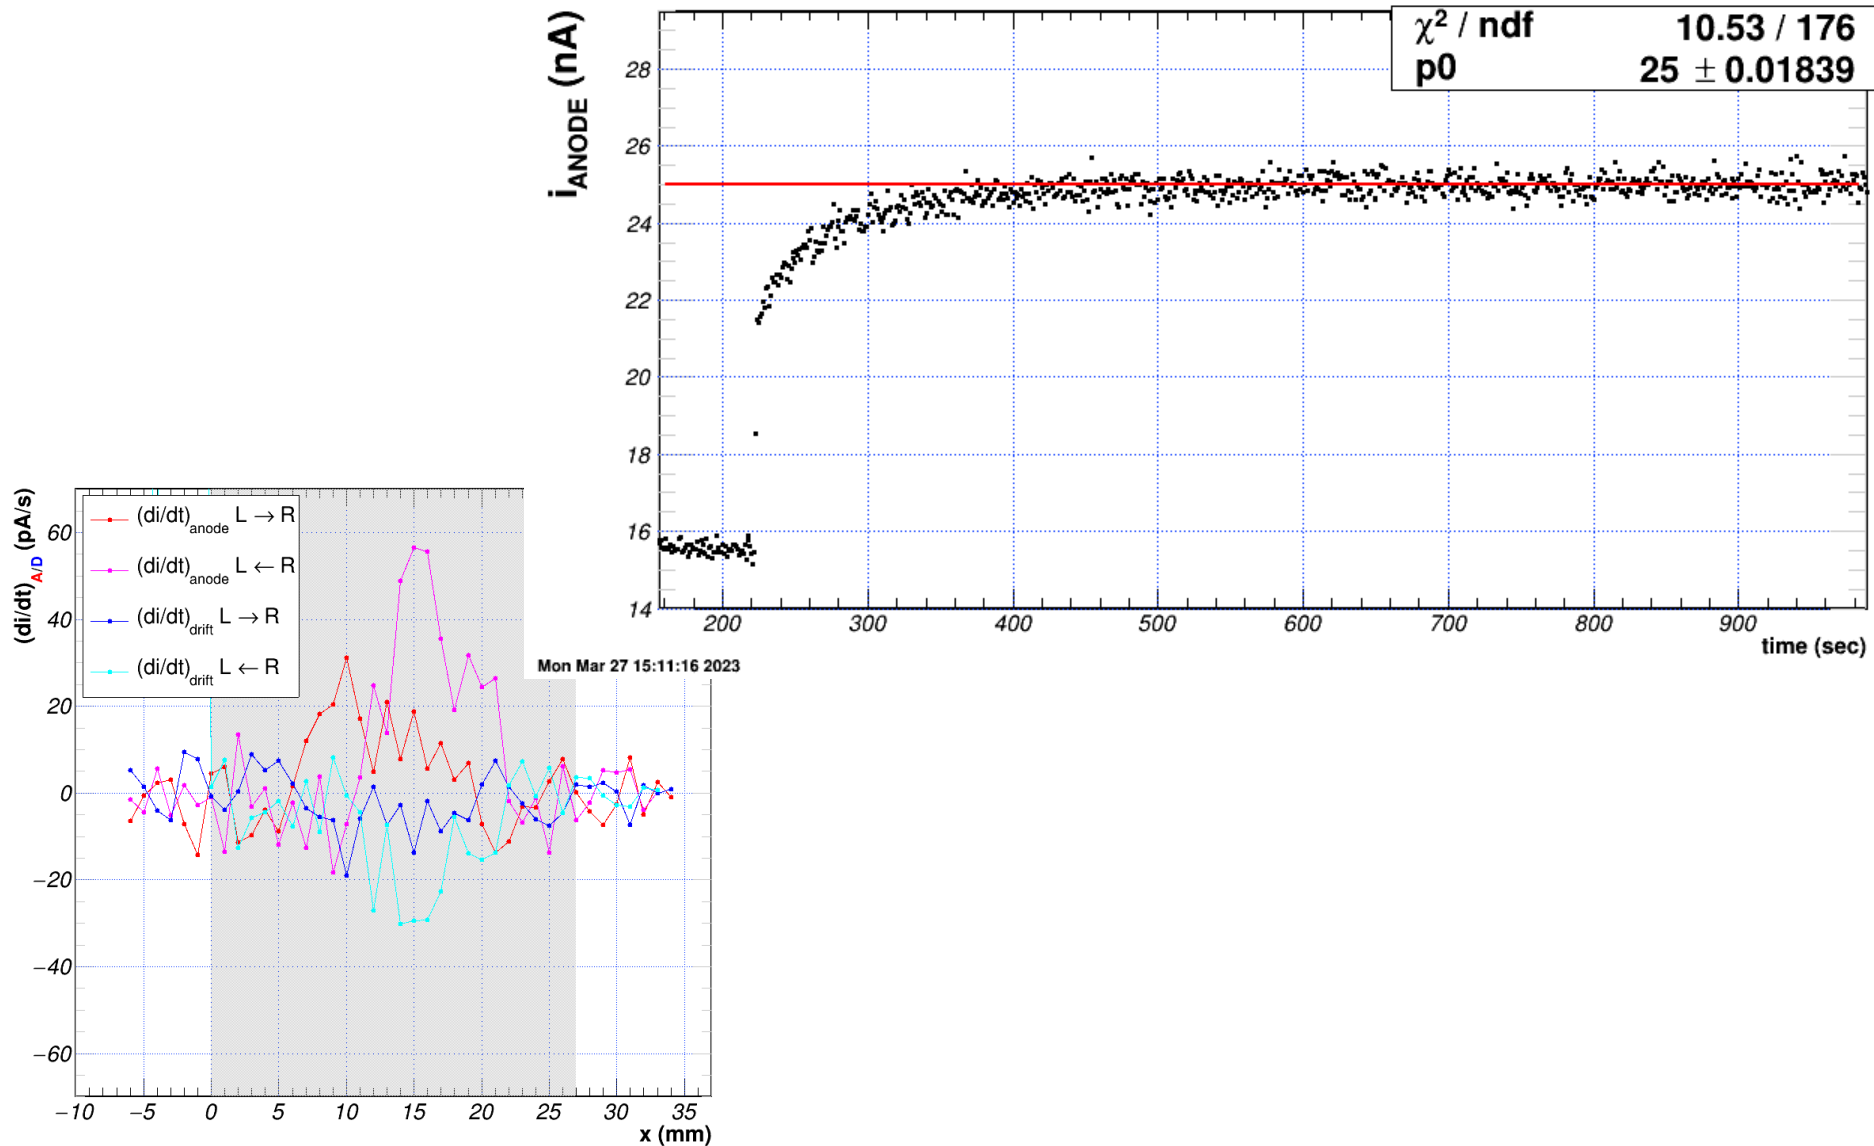 χ² / ndf 10.53 / 176
p0 25 ± 0.01839
i_ANODE (nA)
28
26
24
22
20
18
16
14
200 300 400 500 600 700 800 900
time (sec)
Mon Mar 27 15:11:16 2023
(di/dt)_A/D (pA/s)
(di/dt)_anode L → R
(di/dt)_anode L ← R
(di/dt)_drift L → R
(di/dt)_drift L ← R
60
40
20
0
−20
−40
−60
−10 −5 0 5 10 15 20 25 30 35
x (mm)